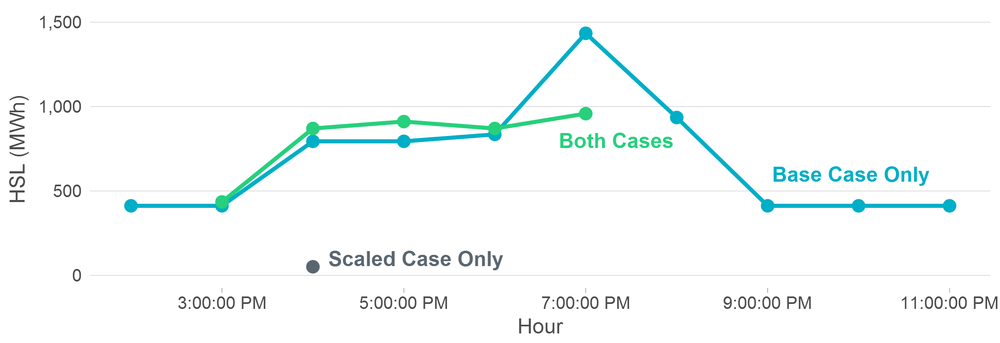 1,500
1,000
500
0
HSL (MWh)
Both Cases
Base Case Only
Scaled Case Only
3:00:00 PM
5:00:00 PM
7:00:00 PM
9:00:00 PM
11:00:00 PM
Hour